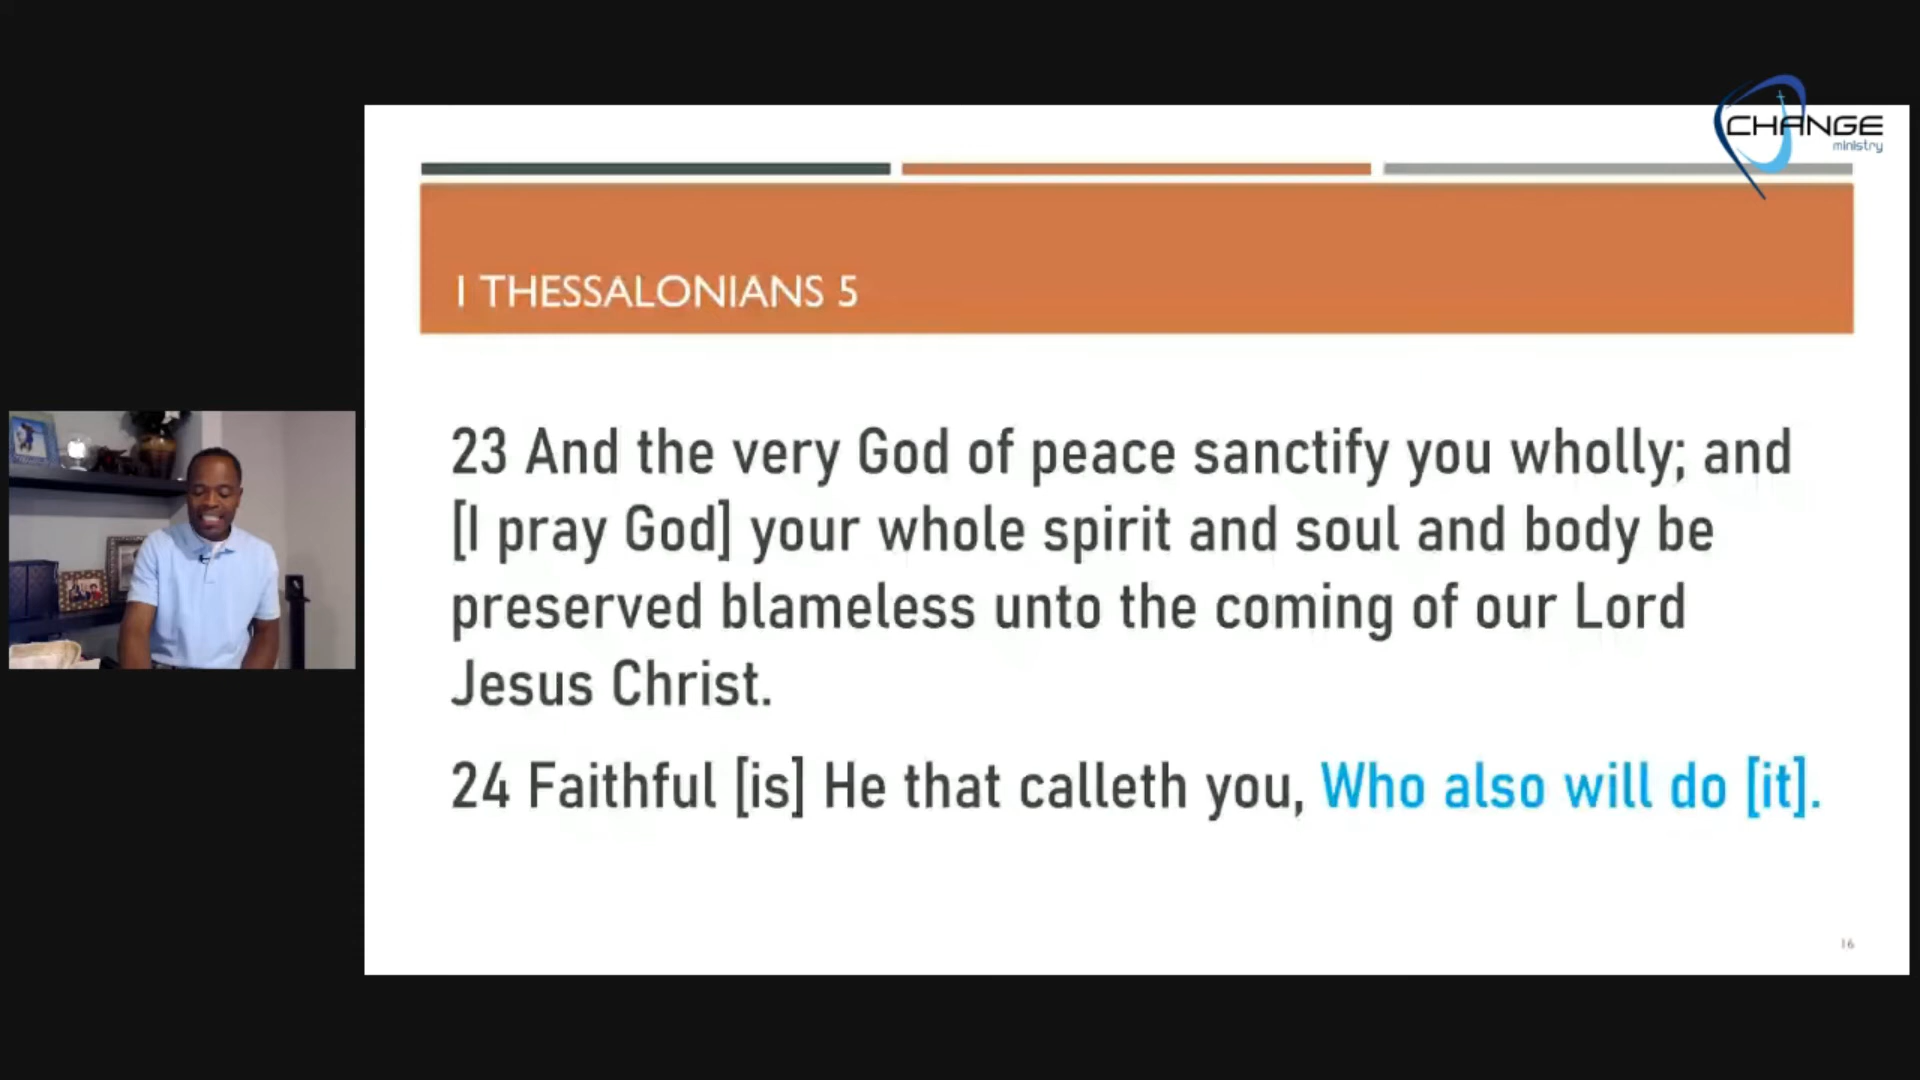 CHANGE
ministry
I THESSALONIANS 5
23 And the very God of peace sanctify you wholly; and
[I pray God] your whole spirit and soul and body be
preserved blameless unto the coming of our Lord
Jesus Christ.
24 Faithful [is] He that calleth you, Who also will do [it].
16